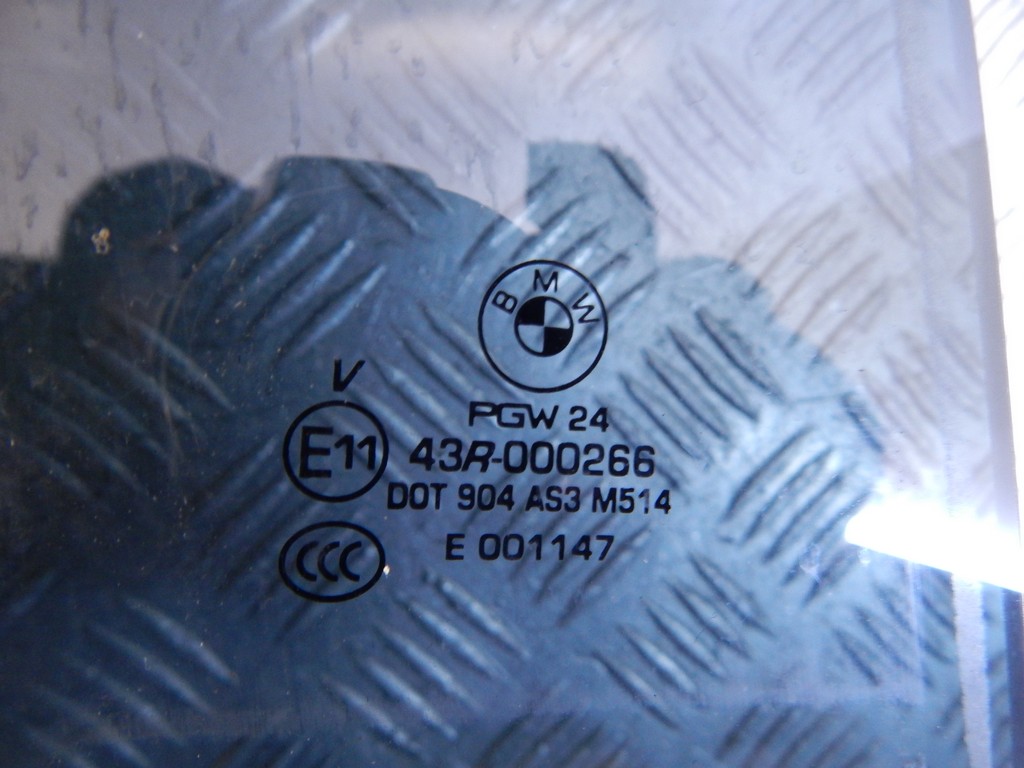 BMW
PGW 24
V
E11 43R-000266
DOT 904 AS3 M514
CCC E 001147